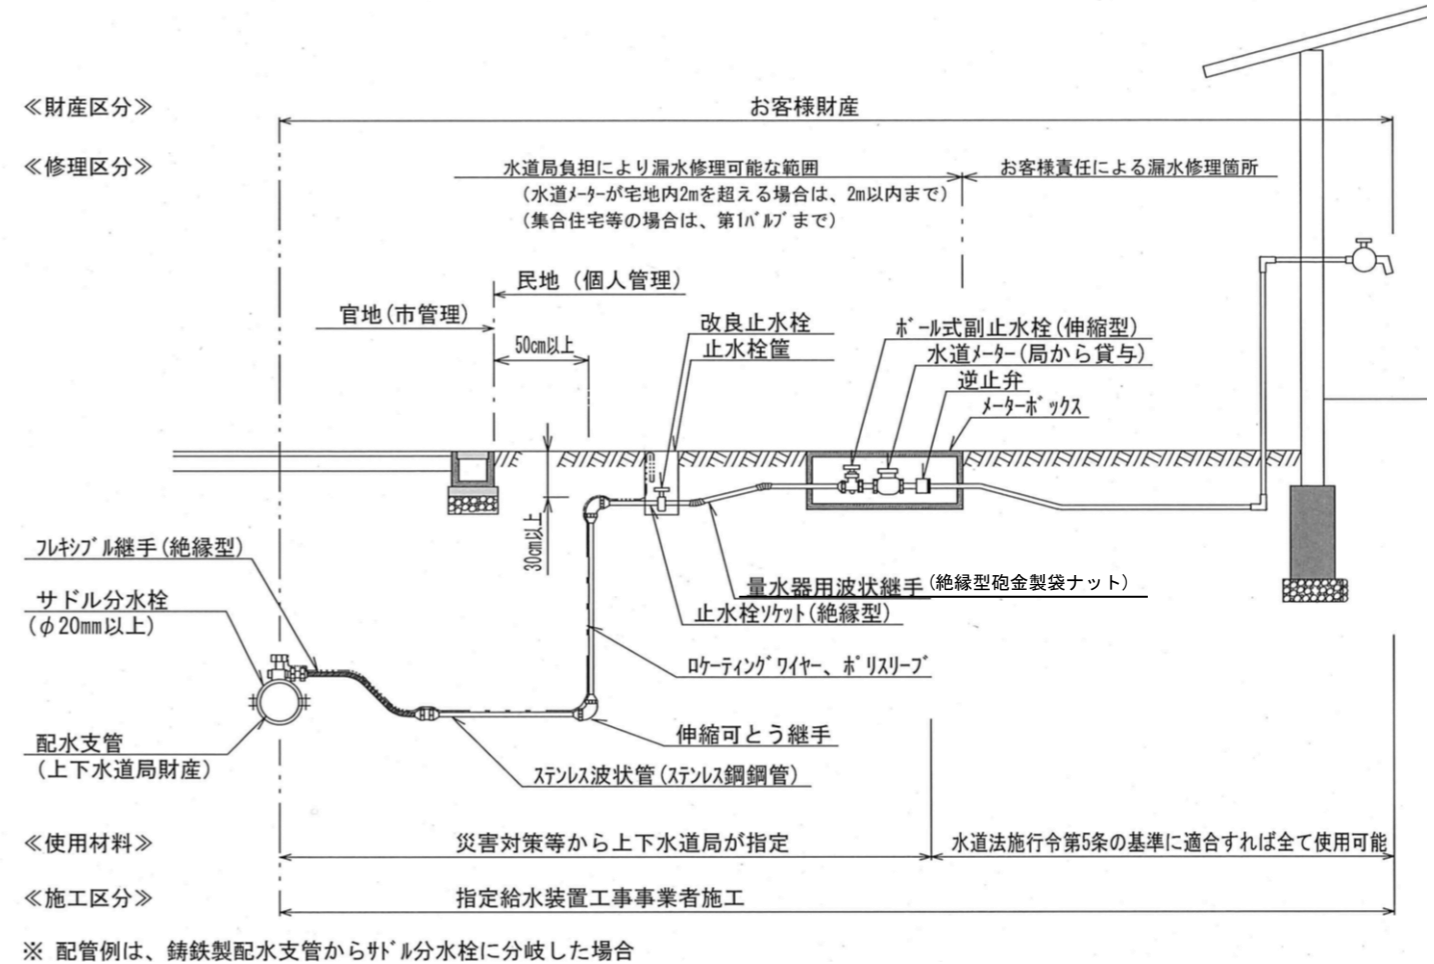 ≪財産区分≫
お客様財産
≪修理区分≫
水道局負担により漏水修理可能な範囲
お客様責任による漏水修理箇所
(水道ﾒｰﾀｰが宅地内2mを超える場合は、2m以内まで)
(集合住宅等の場合は、第1ﾊﾞﾙﾌﾞまで)
民地(個人管理)
官地(市管理)
50cm以上
改良止水栓
止水栓筐
ﾎﾞｰﾙ式副止水栓(伸縮型)
水道ﾒｰﾀｰ(局から貸与)
逆止弁
ﾒｰﾀｰﾎﾞｯｸｽ
30cm以上
ﾌﾚｷｼﾌﾞﾙ継手(絶縁型)
サドル分水栓
(φ20mm以上)
量水器用波状継手(絶縁型砲金製袋ナット)
止水栓ｿｹｯﾄ(絶縁型)
ﾛｹｰﾃｨﾝｸﾞﾜｲﾔｰ、ﾎﾟﾘｽﾘｰﾌﾞ
伸縮可とう継手
配水支管
(上下水道局財産)
ｽﾃﾝﾚｽ波状管(ｽﾃﾝﾚｽ鋼鋼管)
≪使用材料≫
災害対策等から上下水道局が指定
水道法施行令第5条の基準に適合すれば全て使用可能
≪施工区分≫
指定給水装置工事事業者施工
※ 配管例は、鋳鉄製配水支管からｻﾄﾞﾙ分水栓に分岐した場合